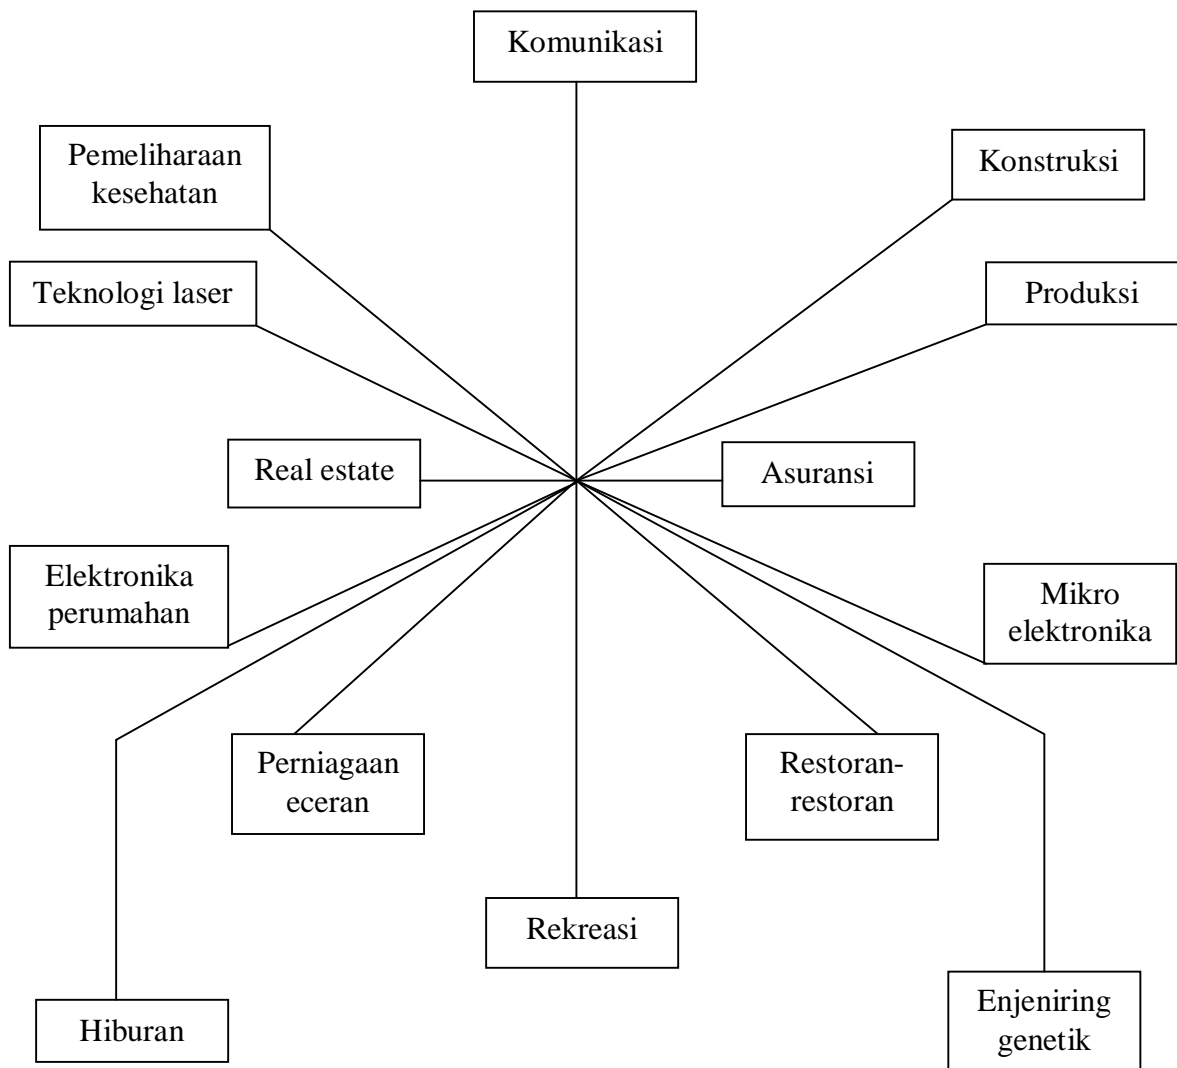 Komunikasi
Pemeliharaan
kesehatan
Konstruksi
Teknologi laser
Produksi
Real estate
Asuransi
Elektronika
perumahan
Mikro
elektronika
Perniagaan
eceran
Restoran-
restoran
Rekreasi
Hiburan
Enjeniring
genetik